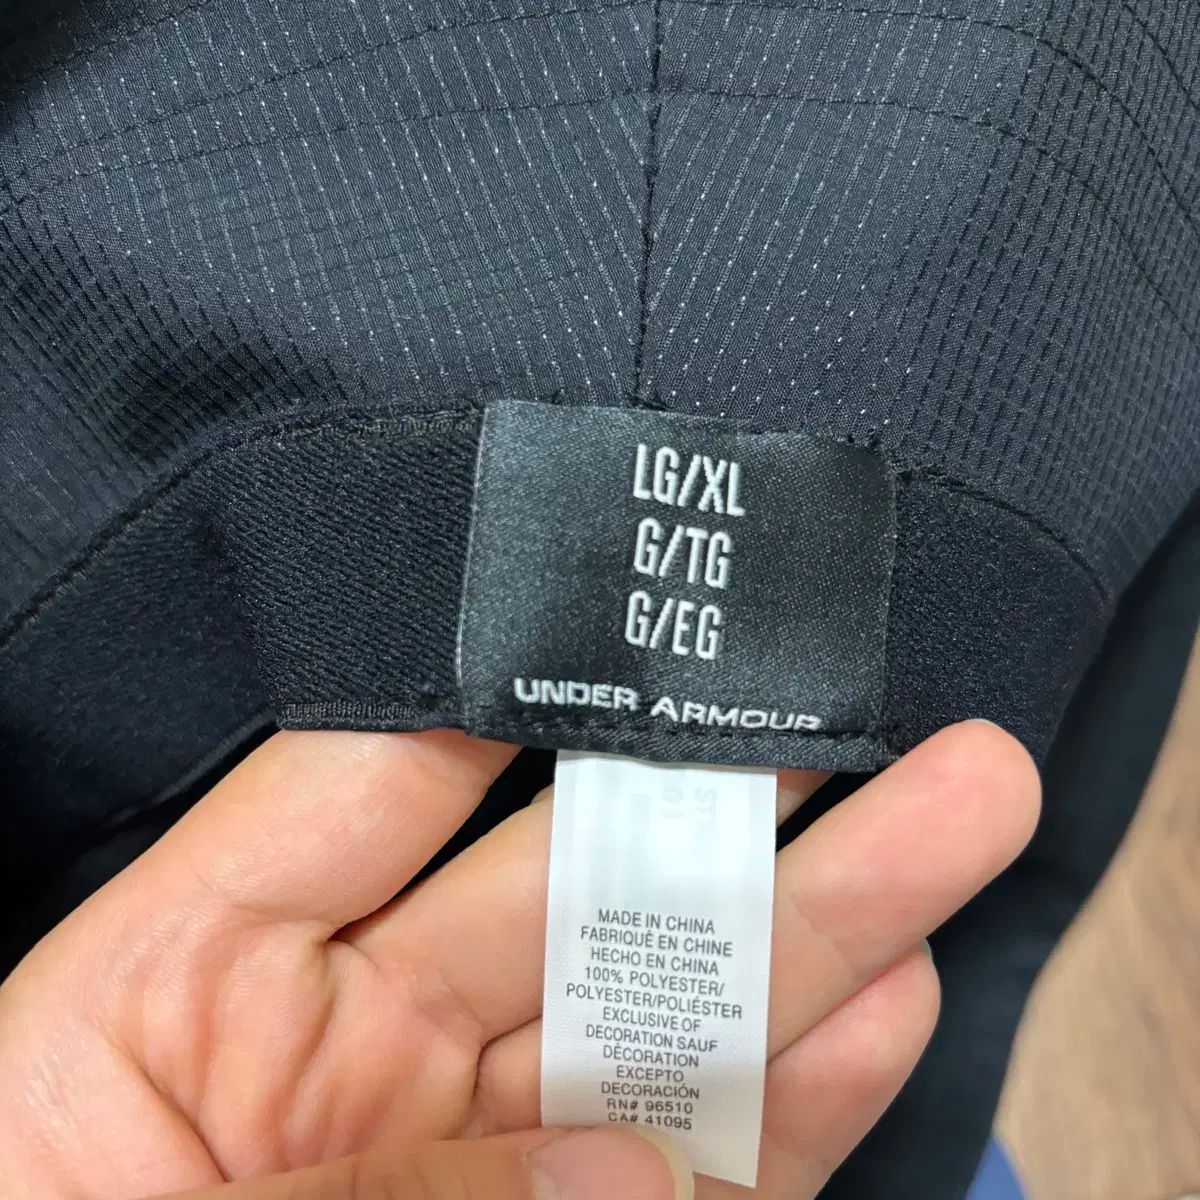 LG/XL
G/TG
G/EG
UNDER ARMOUR
MADE IN CHINA
FABRIQUÉ EN CHINE
HECHO EN CHINA
100% POLYESTER/
POLYESTER/POLIÉSTER
EXCLUSIVE OF
DECORATION SAUF
DÉCORATION
EXCEPTO
DECORACIÓN
RN# 96510
CA# 41095